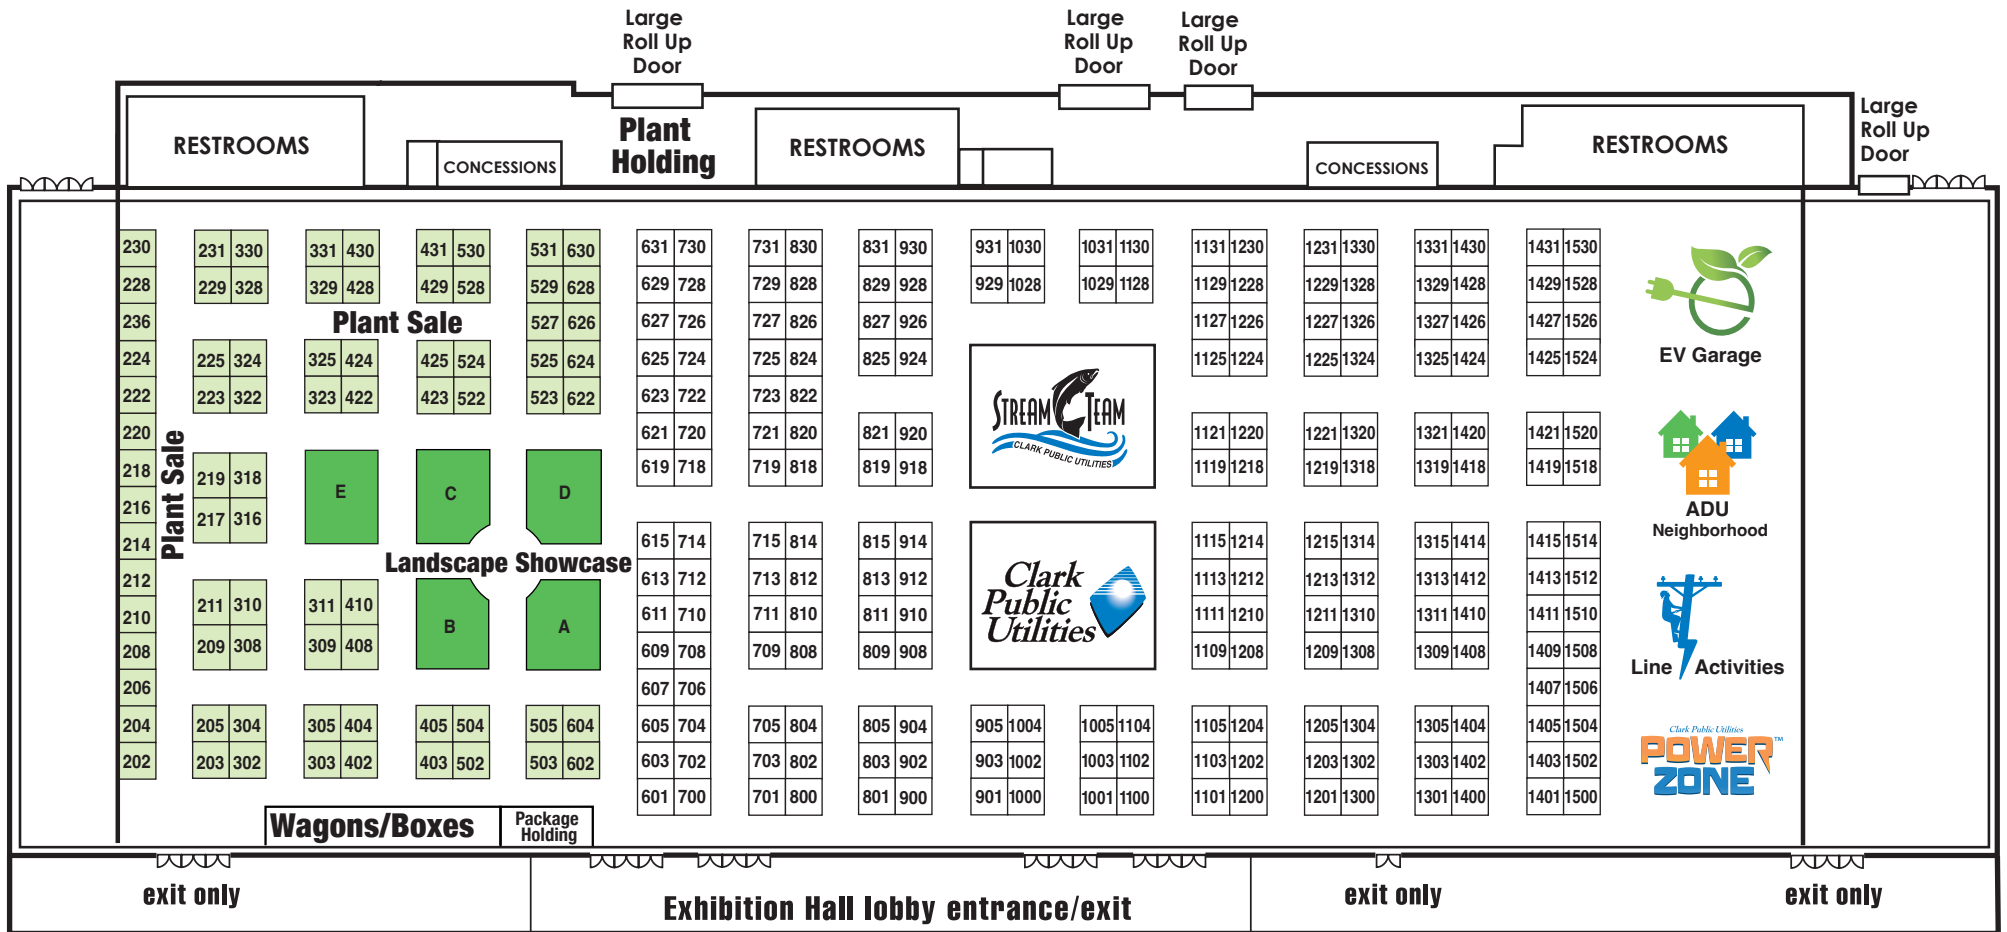 Large
Roll Up
Door
Large
Roll Up
Door
Large
Roll Up
Door
Large
Roll Up
Door
RESTROOMS
CONCESSIONS
Plant
Holding
RESTROOMS
CONCESSIONS
RESTROOMS
230 231 330 331 430 431 530 531 630 631 730 731 830 831 930 931 1030 1031 1130 1131 1230 1231 1330 1331 1430 1431 1530
228 229 328 329 428 429 528 529 628 629 728 729 828 829 928 929 1028 1029 1128 1129 1228 1229 1328 1329 1428 1429 1528
236 Plant Sale 527 626 627 726 727 826 827 926 1127 1226 1227 1326 1327 1426 1427 1526
224 225 324 325 424 425 524 525 624 625 724 725 824 825 924 1125 1224 1225 1324 1325 1424 1425 1524
EV Garage
222 223 322 323 422 423 522 523 622 623 722 723 822
STREAM TEAM
CLARK PUBLIC UTILITIES
220 621 720 721 820 821 920 1121 1220 1221 1320 1321 1420 1421 1520
218 219 318 619 718 719 818 819 918 1119 1218 1219 1318 1319 1418 1419 1518
Plant Sale
E C D
216 217 316
ADU
Neighborhood
214 615 714 715 814 815 914 1115 1214 1215 1314 1315 1414 1415 1514
Landscape Showcase
212 613 712 713 812 813 912 1113 1212 1213 1312 1313 1412 1413 1512
Clark
Public
Utilities
210 211 310 311 410 611 710 711 810 811 910 1111 1210 1211 1310 1311 1410 1411 1510
B A
208 209 308 309 408 609 708 709 808 809 908 1109 1208 1209 1308 1309 1408 1409 1508
Line Activities
206 607 706 1407 1506
204 205 304 305 404 405 504 505 604 605 704 705 804 805 904 905 1004 1005 1104 1105 1204 1205 1304 1305 1404 1405 1504
202 203 302 303 402 403 502 503 602 603 702 703 802 803 902 903 1002 1003 1102 1103 1202 1203 1302 1303 1402 1403 1502
Clark Public Utilities
POWER™
ZONE
601 700 701 800 801 900 901 1000 1001 1100 1101 1200 1201 1300 1301 1400 1401 1500
Wagons/Boxes
Package
Holding
exit only
Exhibition Hall lobby entrance/exit
exit only
exit only